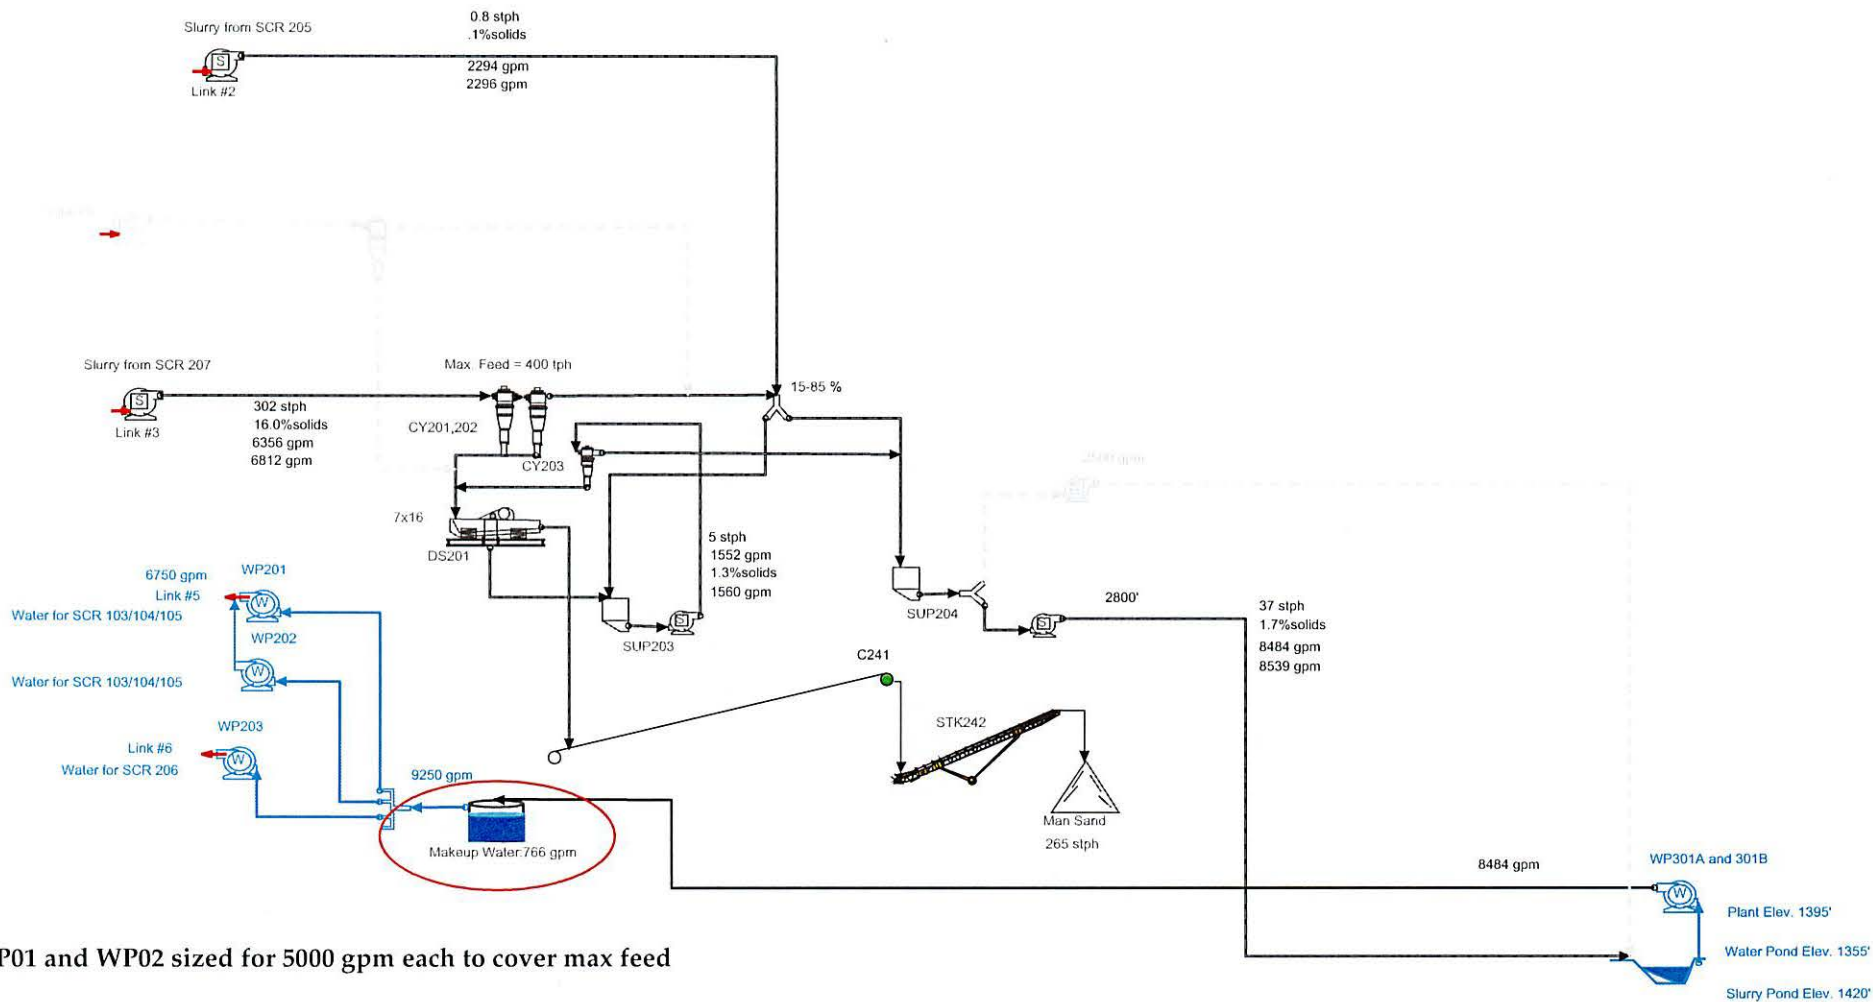 Slurry from SCR 205
S
Link #2
0.8 stph
.1%solids
2294 gpm
2296 gpm
Slurry from SCR 207
S
Link #3
302 stph
16.0%solids
6356 gpm
6812 gpm
Max. Feed = 400 tph
CY201,202
CY203
15-85 %
7x16
DS201
5 stph
1552 gpm
1.3%solids
1560 gpm
S
SUP203
2500 gpm
SUP204
S
2800'
37 stph
1.7%solids
8484 gpm
8539 gpm
WP201
6750 gpm
Link #5
W
Water for SCR 103/104/105
WP202
W
Water for SCR 103/104/105
WP203
Link #6
W
Water for SCR 206
9250 gpm
Makeup Water:766 gpm
C241
STK242
Man Sand
265 stph
8484 gpm
WP301A and 301B
W
Plant Elev. 1395'
Water Pond Elev. 1355'
S
Slurry Pond Elev. 1420'
P01 and WP02 sized for 5000 gpm each to cover max feed